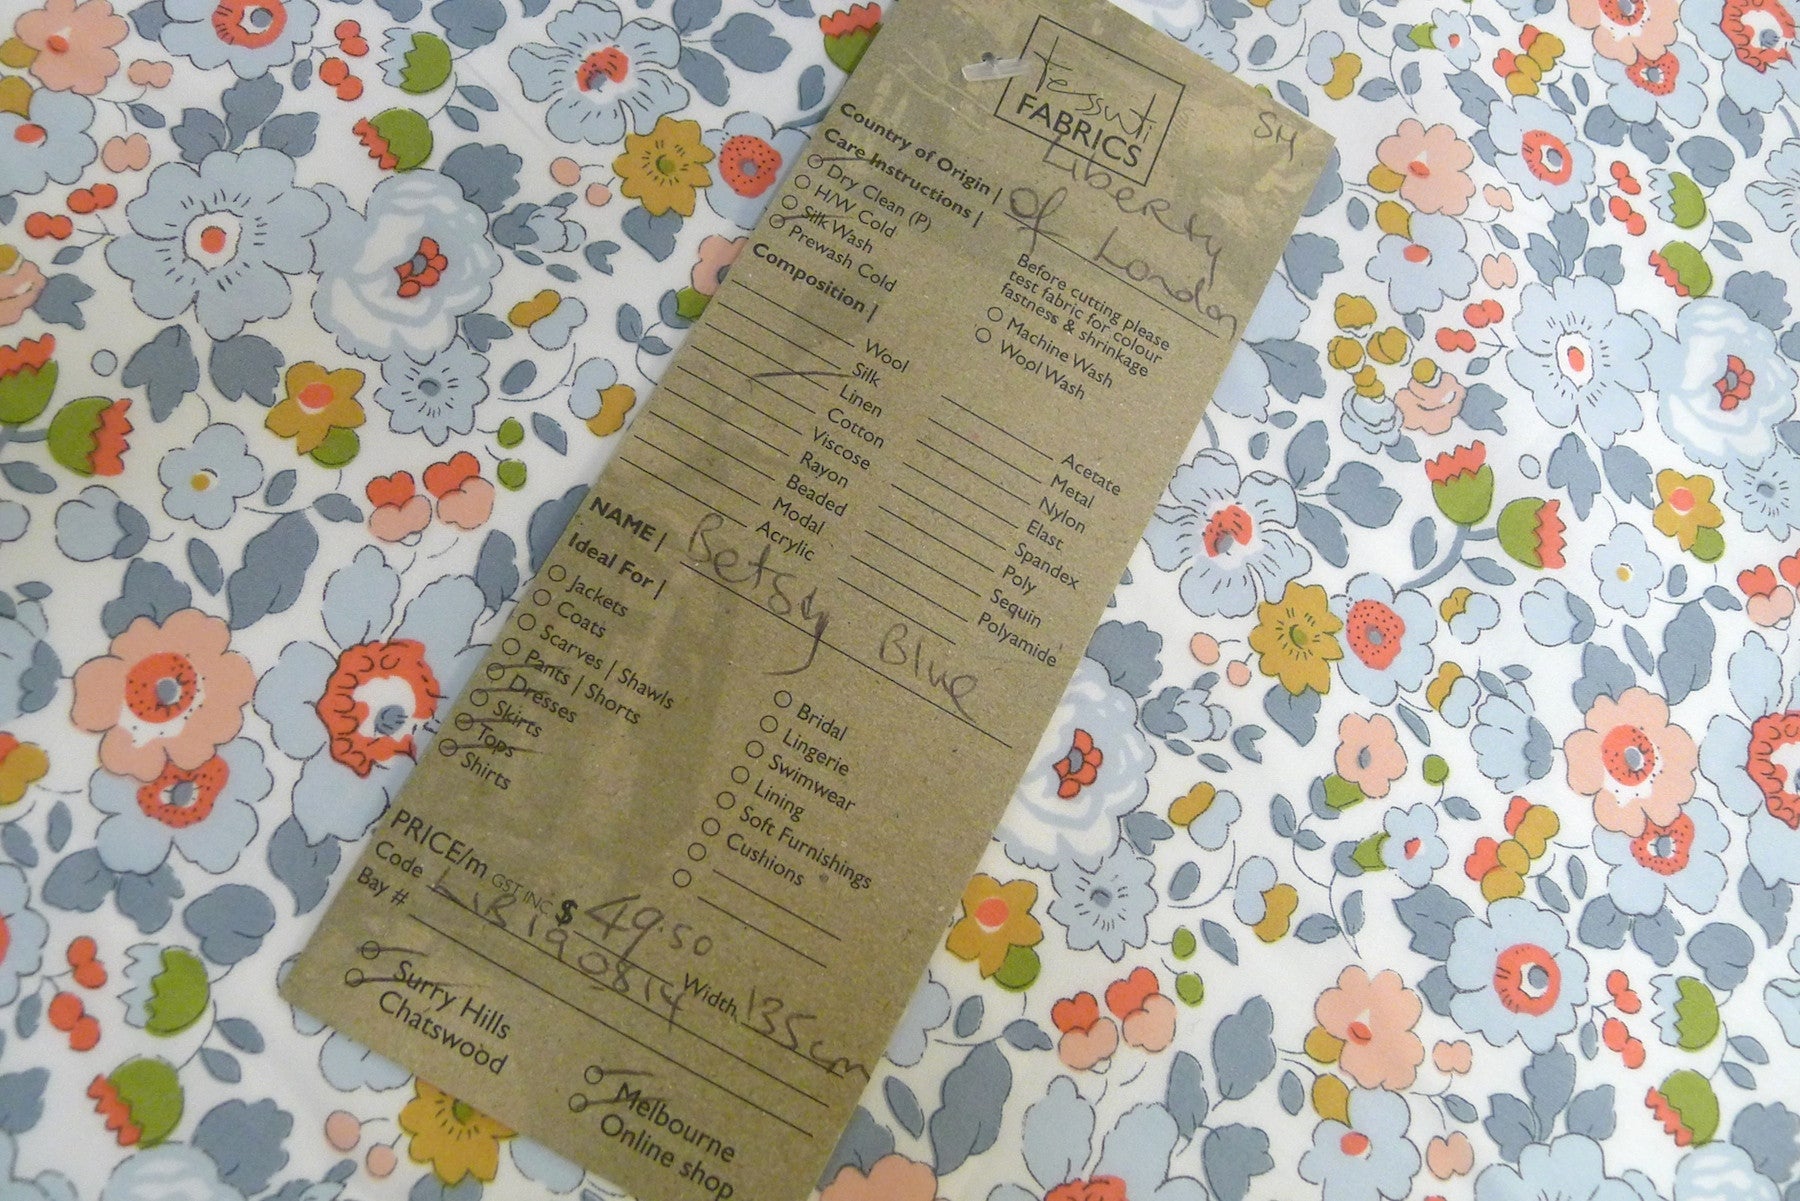 tessuti
FABRICS
SH
Country of Origin | Liberty
of London
Care Instructions |
Dry Clean (P)
H/W Cold
Silk Wash
Prewash Cold
Before cutting please
test fabric for colour
fastness & shrinkage
Machine Wash
Wool Wash
Composition |
Wool
Silk
Linen
Cotton
Viscose
Rayon
Beaded
Modal
Acrylic
Acetate
Metal
Nylon
Elast
Spandex
Poly
Sequin
Polyamide
NAME | Betsy Blue
Ideal For |
Jackets
Coats
Scarves | Shawls
Pants | Shorts
Dresses
Skirts
Tops
Shirts
Bridal
Lingerie
Swimwear
Lining
Soft Furnishings
Cushions
PRICE/m GST INC $ 49.50 Width 135cm
Code LIB190814
Bay #
Surry Hills
Chatswood
Melbourne
Online shop